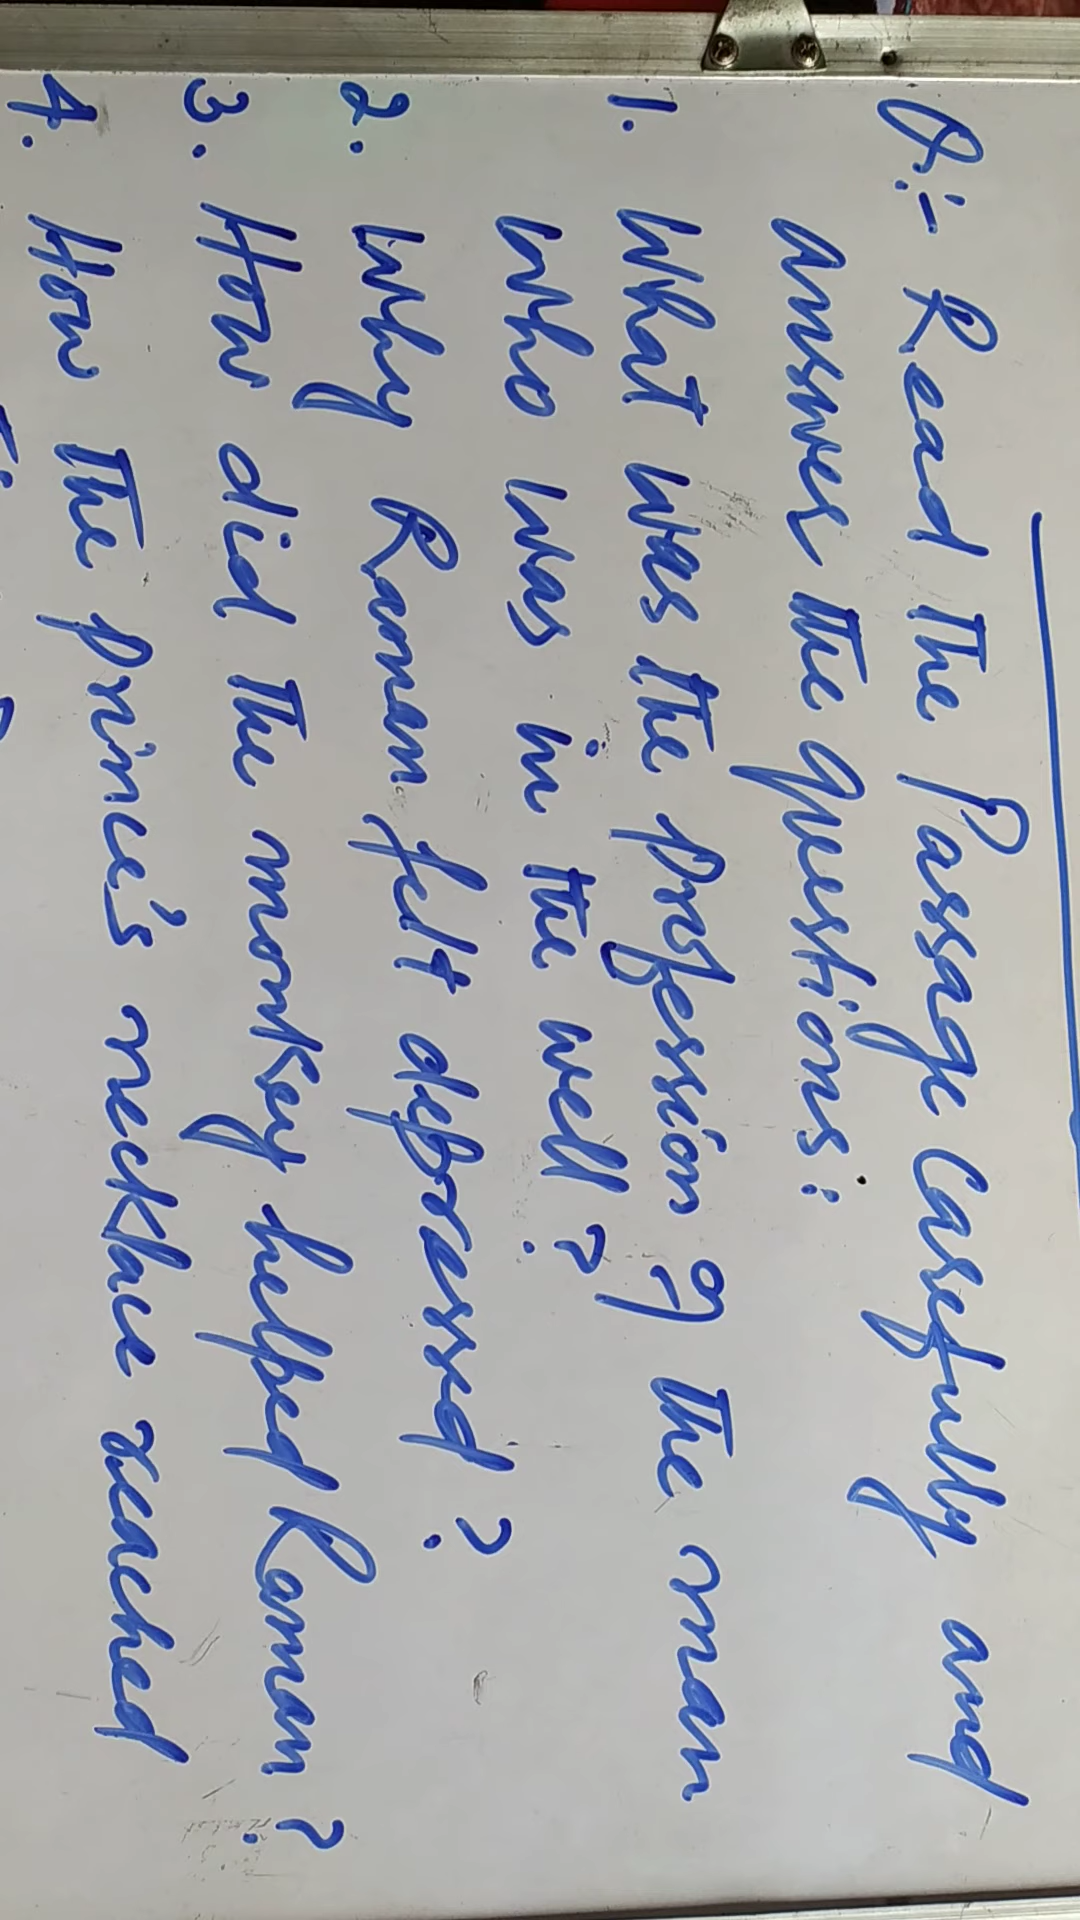 Q:- Read the Passage Carefully and
answer the questions:
1. What was the profession of the man
who was in the well?
2. Why Raman felt depressed?
3. How did the monkey helped Raman?
4. How the prince's necklace reached